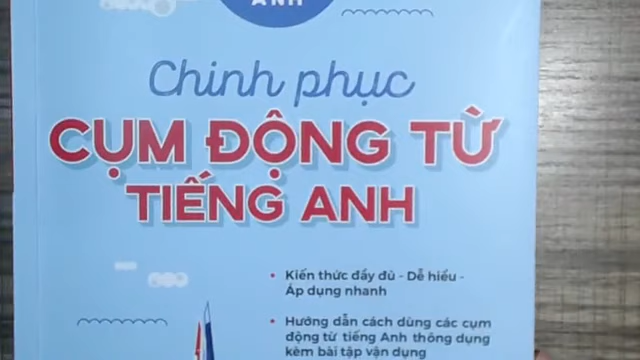 ANH
Chinh phục
CỤM ĐỘNG TỪ
TIẾNG ANH
• Kiến thức đầy đủ - Dễ hiểu -
Áp dụng nhanh
• Hướng dẫn cách dùng các cụm
động từ tiếng Anh thông dụng
kèm bài tập vận dụng